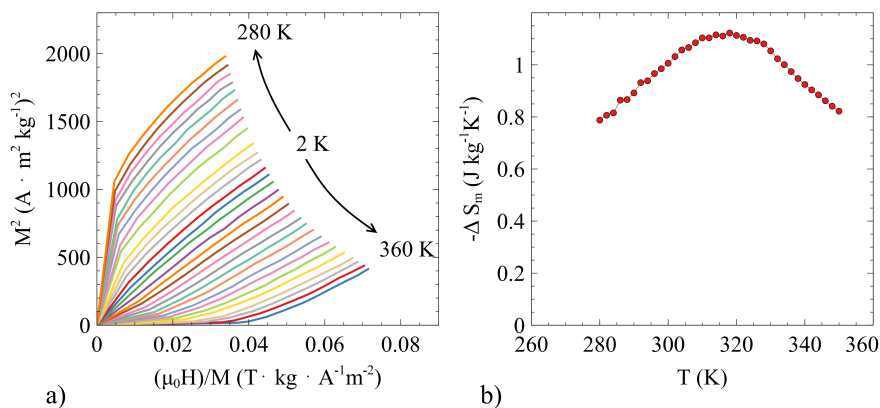 280 K
2 K
360 K
2000
1500
1000
500
0
M² (A · m² kg⁻¹)²
0 0.02 0.04 0.06 0.08
(μ₀H)/M (T · kg · A⁻¹m⁻²)
a)
1
0.8
0.6
0.4
0.2
0
-Δ Sₘ (J kg⁻¹K⁻¹)
260 280 300 320 340 360
T (K)
b)